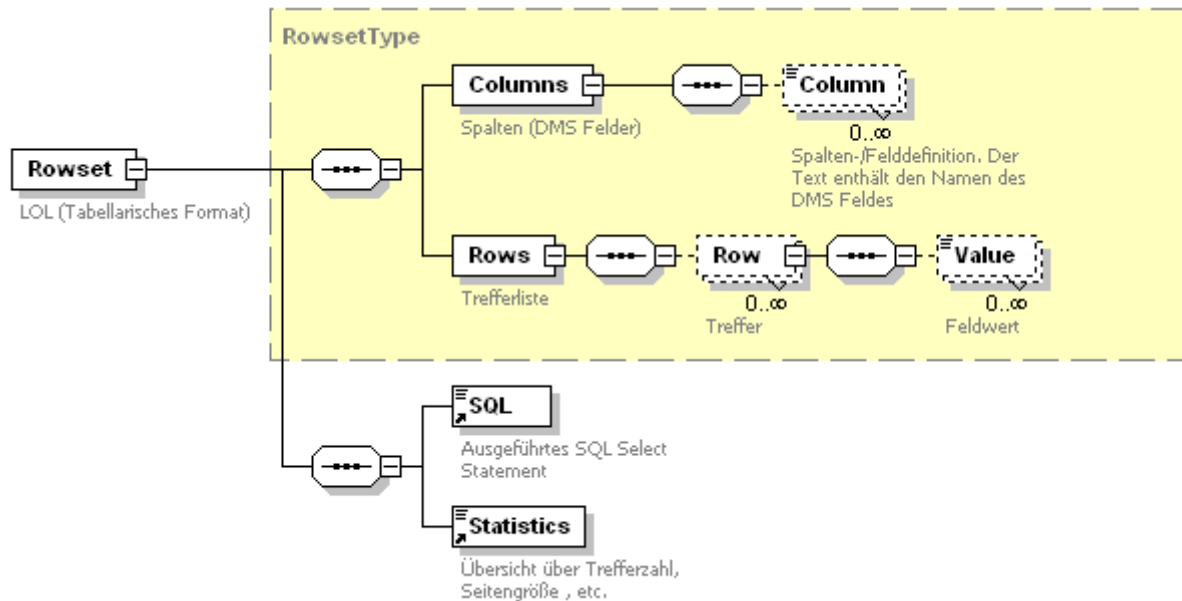 RowsetType
Columns
Column
Spalten (DMS Felder)
0..∞
Spalten-/Felddefinition. Der
Text enthält den Namen des
DMS Feldes
Rowset
LOL (Tabellarisches Format)
Rows
Row
Value
Trefferliste
0..∞
0..∞
Treffer
Feldwert
SQL
Ausgeführtes SQL Select
Statement
Statistics
Übersicht über Trefferzahl,
Seitengröße , etc.